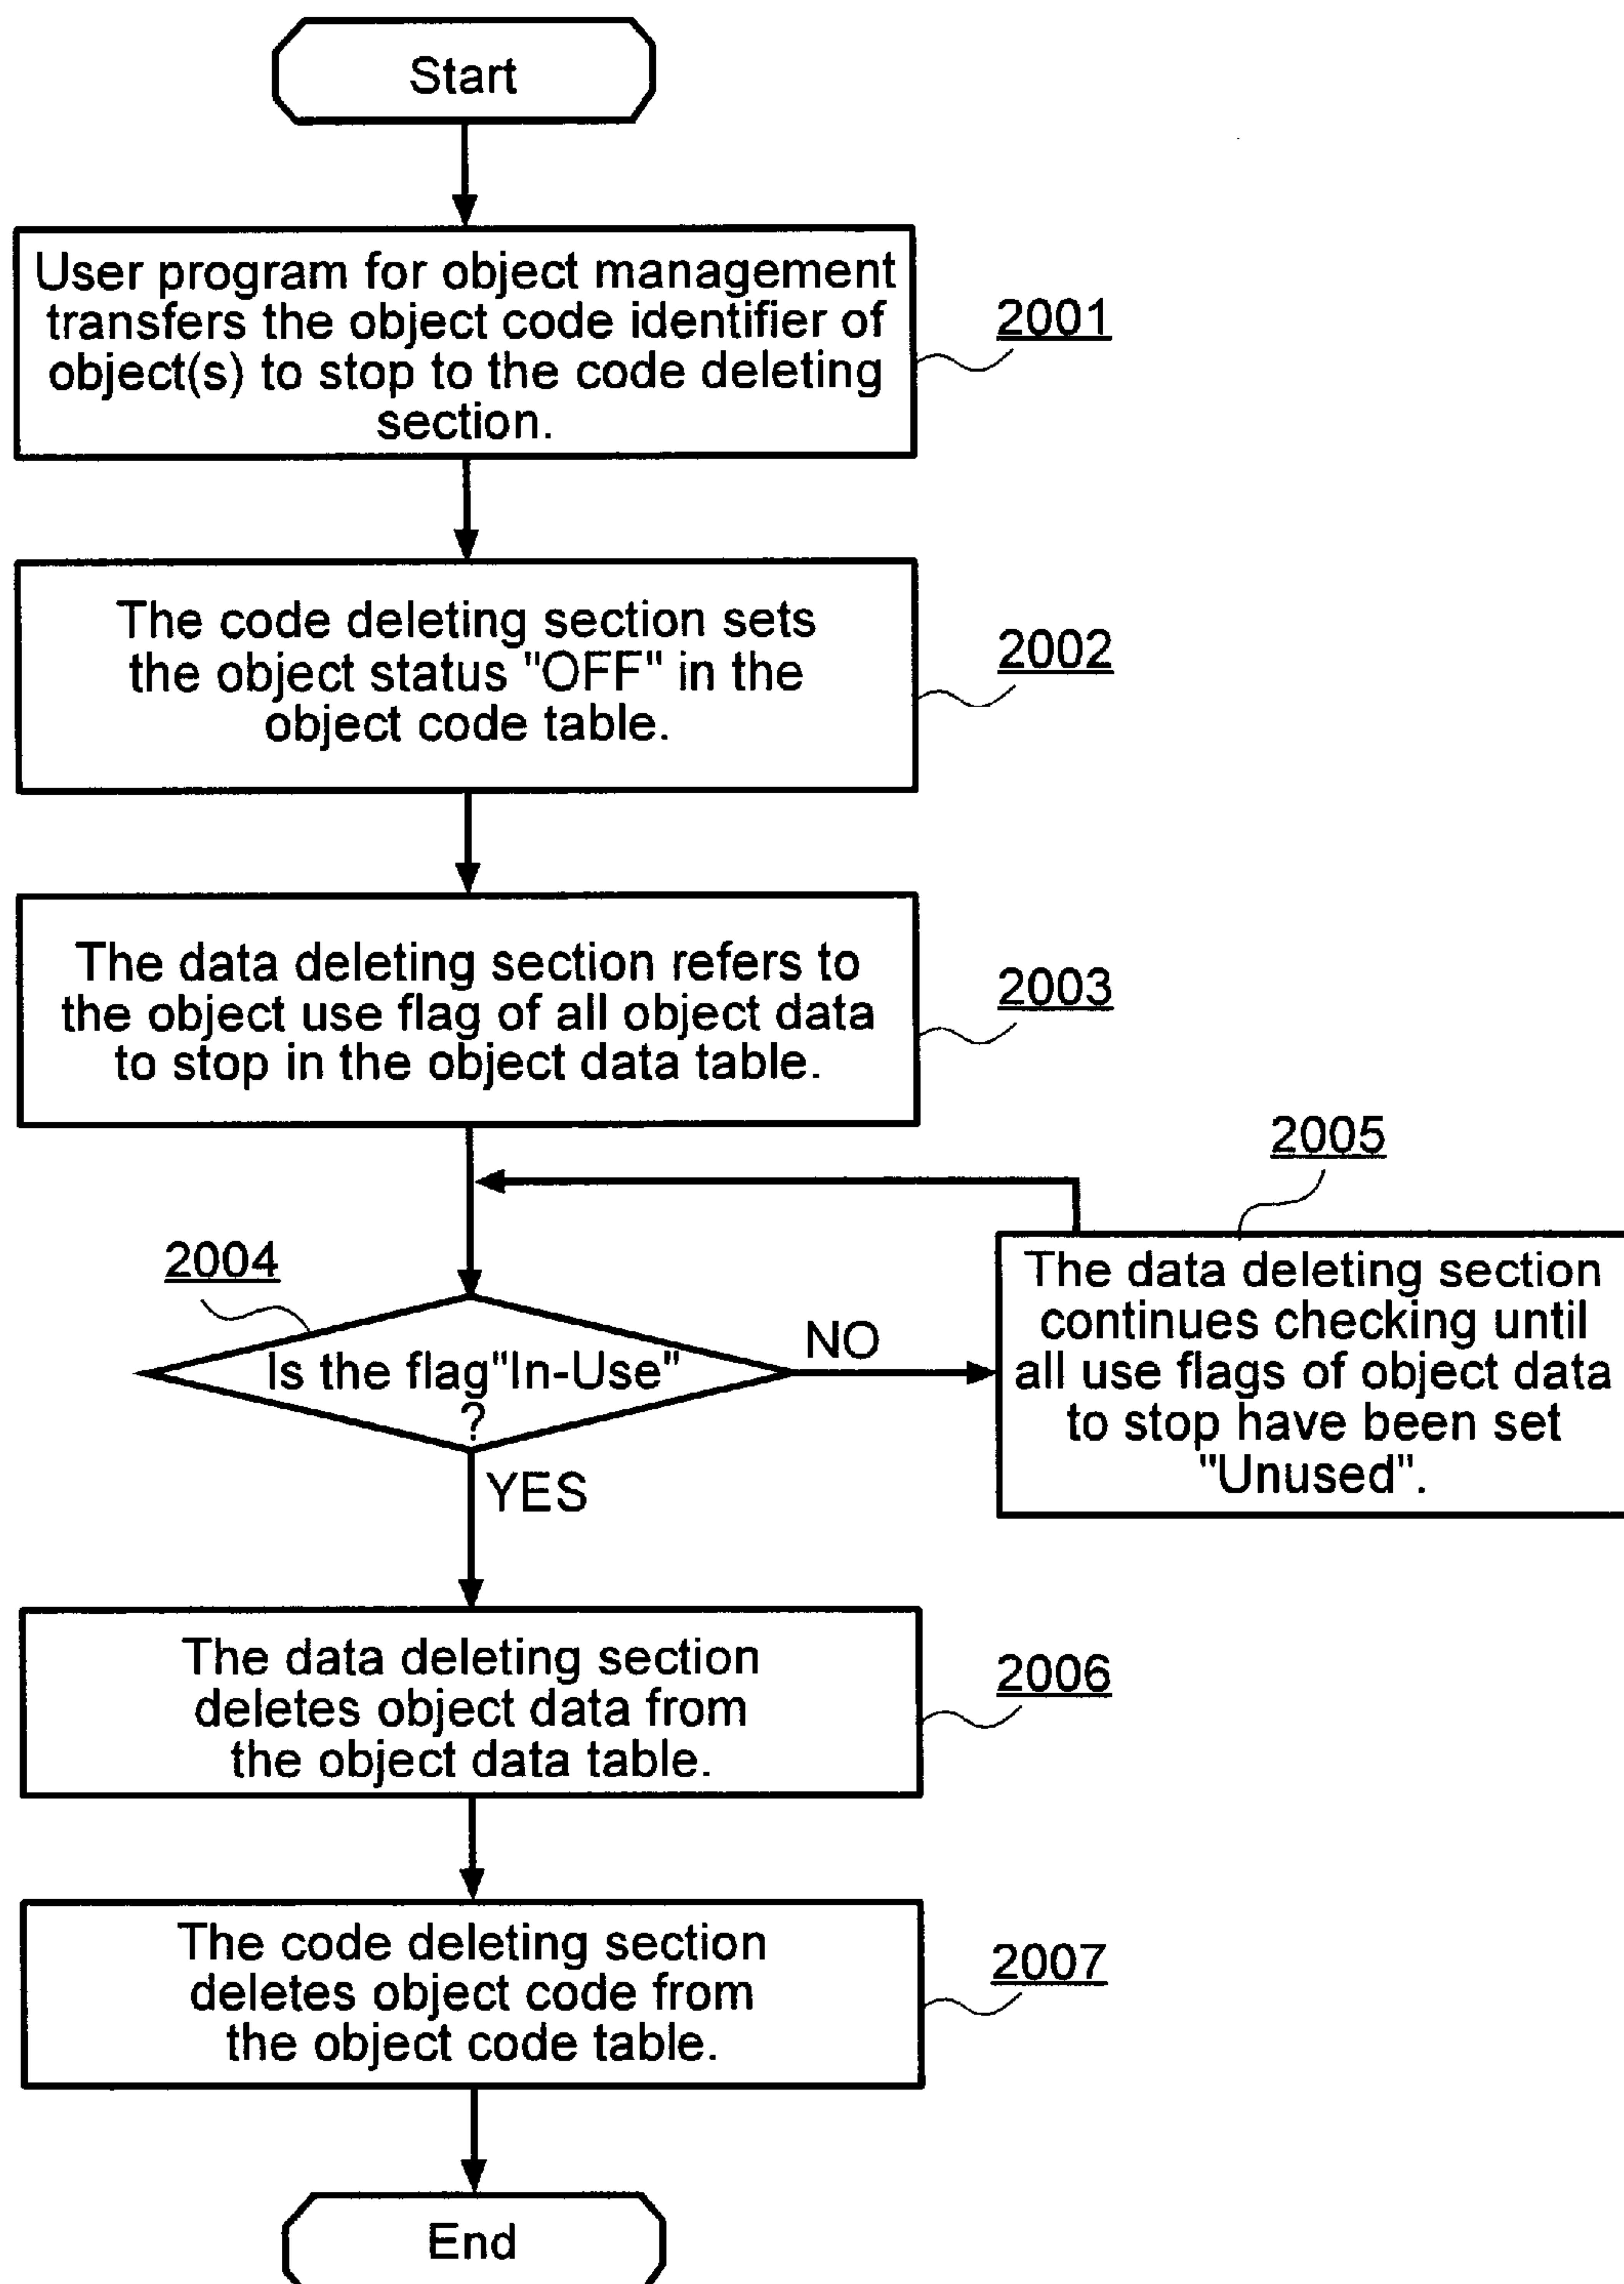 Start
User program for object management
transfers the object code identifier of
object(s) to stop to the code deleting
section.
2001
The code deleting section sets
the object status "OFF" in the
object code table.
2002
The data deleting section refers to
the object use flag of all object data
to stop in the object data table.
2003
2004
Is the flag"In-Use"
?
NO
YES
2005
The data deleting section
continues checking until
all use flags of object data
to stop have been set
"Unused".
The data deleting section
deletes object data from
the object data table.
2006
The code deleting section
deletes object code from
the object code table.
2007
End